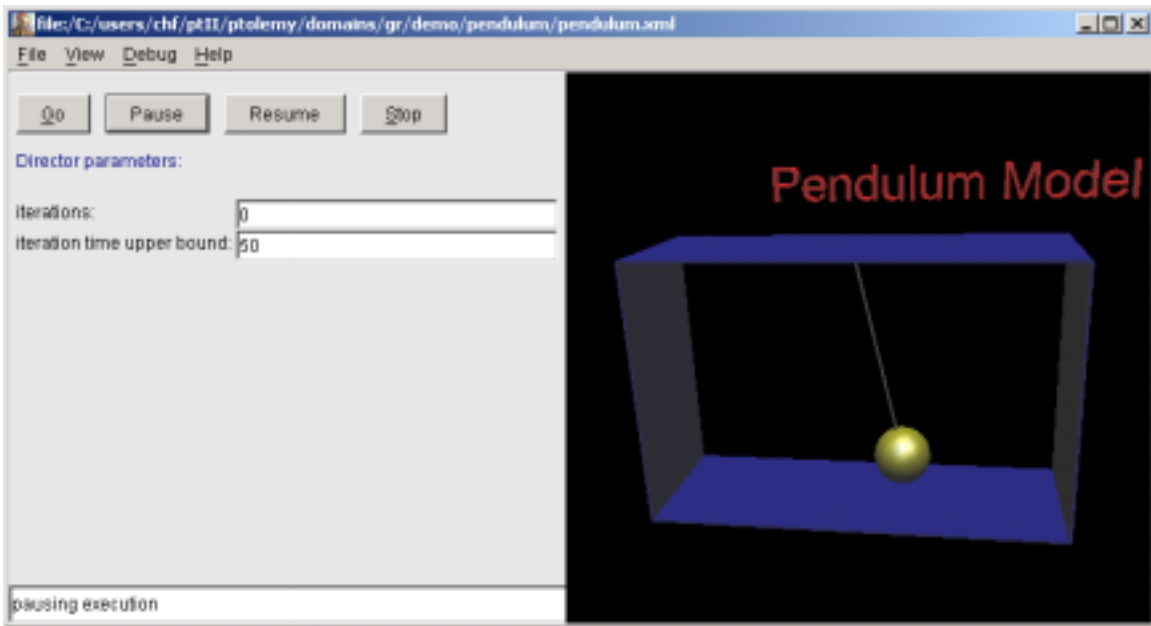 file:/C:/users/chf/ptII/ptolemy/domains/gr/demo/pendulum/pendulum.xml
File View Debug Help
Go Pause Resume Stop
Director parameters:
iterations: 0
iteration time upper bound: 50
Pendulum Model
pausing execution